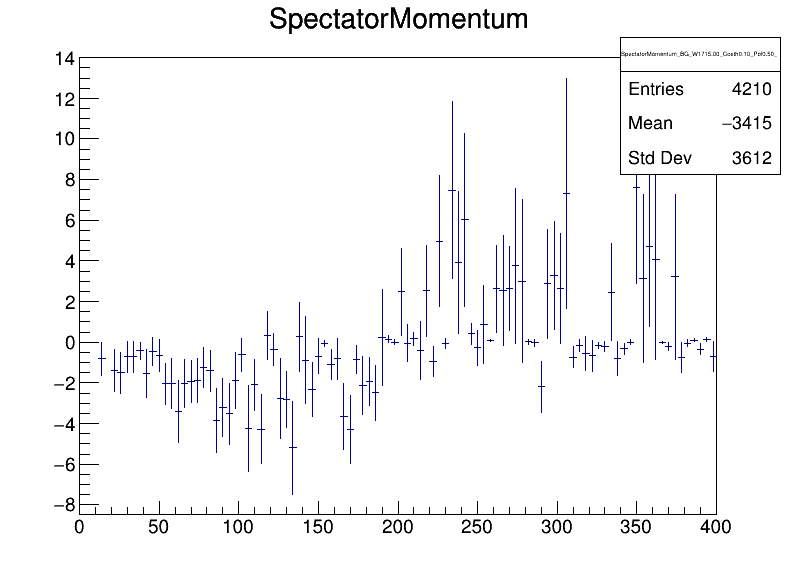 SpectatorMomentum
SpectatorMomentum_BG_W1715.00_Costh0.10_Pol0.50_
Entries 4210
Mean −3415
Std Dev 3612
14
12
10
8
6
4
2
0
−2
−4
−6
−8
0 50 100 150 200 250 300 350 400